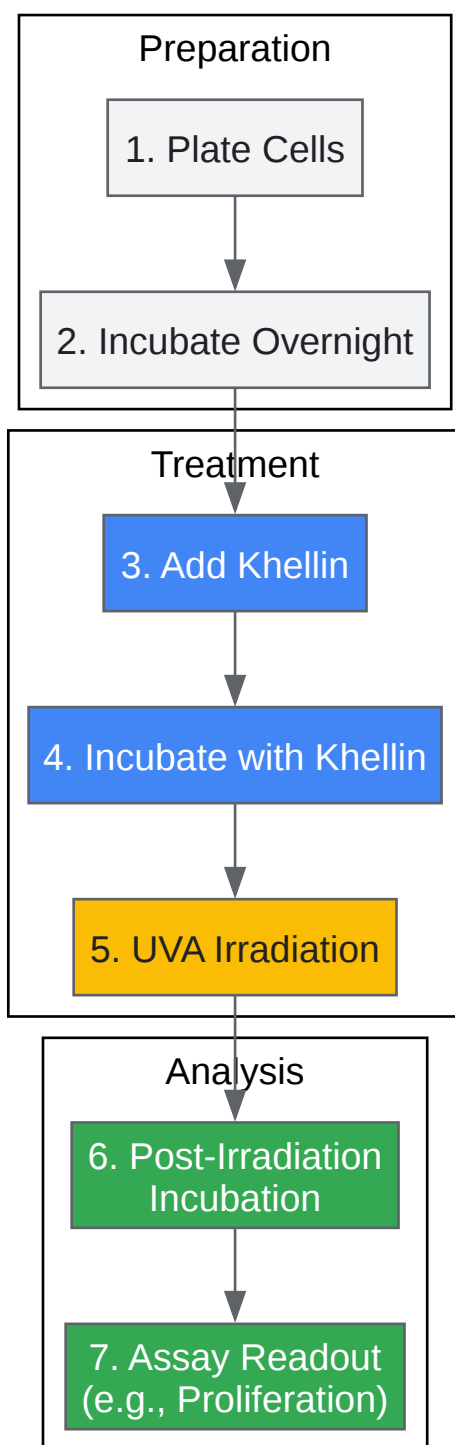 Preparation
1. Plate Cells
2. Incubate Overnight
Treatment
3. Add Khellin
4. Incubate with Khellin
5. UVA Irradiation
Analysis
6. Post-Irradiation
Incubation
7. Assay Readout
(e.g., Proliferation)